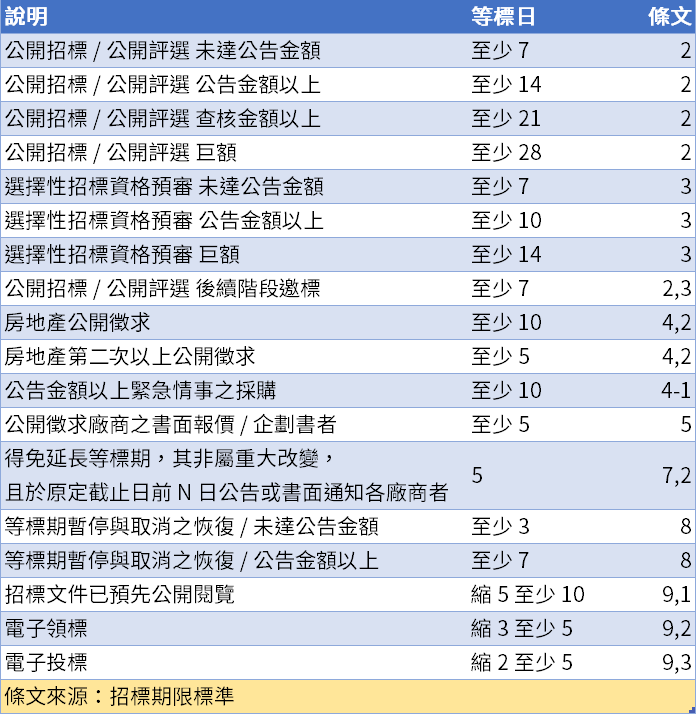 說明 等標日 條文
公開招標 / 公開評選 未達公告金額 至少 7 2
公開招標 / 公開評選 公告金額以上 至少 14 2
公開招標 / 公開評選 查核金額以上 至少 21 2
公開招標 / 公開評選 巨額 至少 28 2
選擇性招標資格預審 未達公告金額 至少 7 3
選擇性招標資格預審 公告金額以上 至少 10 3
選擇性招標資格預審 巨額 至少 14 3
公開招標 / 公開評選 後續階段邀標 至少 7 2,3
房地產公開徵求 至少 10 4,2
房地產第二次以上公開徵求 至少 5 4,2
公告金額以上緊急情事之採購 至少 10 4-1
公開徵求廠商之書面報價 / 企劃書者 至少 5 5
得免延長等標期，其非屬重大改變，
且於原定截止日前 N 日公告或書面通知各廠商者 5 7,2
等標期暫停與取消之恢復 / 未達公告金額 至少 3 8
等標期暫停與取消之恢復 / 公告金額以上 至少 7 8
招標文件已預先公開閱覽 縮 5 至少 10 9,1
電子領標 縮 3 至少 5 9,2
電子投標 縮 2 至少 5 9,3
條文來源：招標期限標準